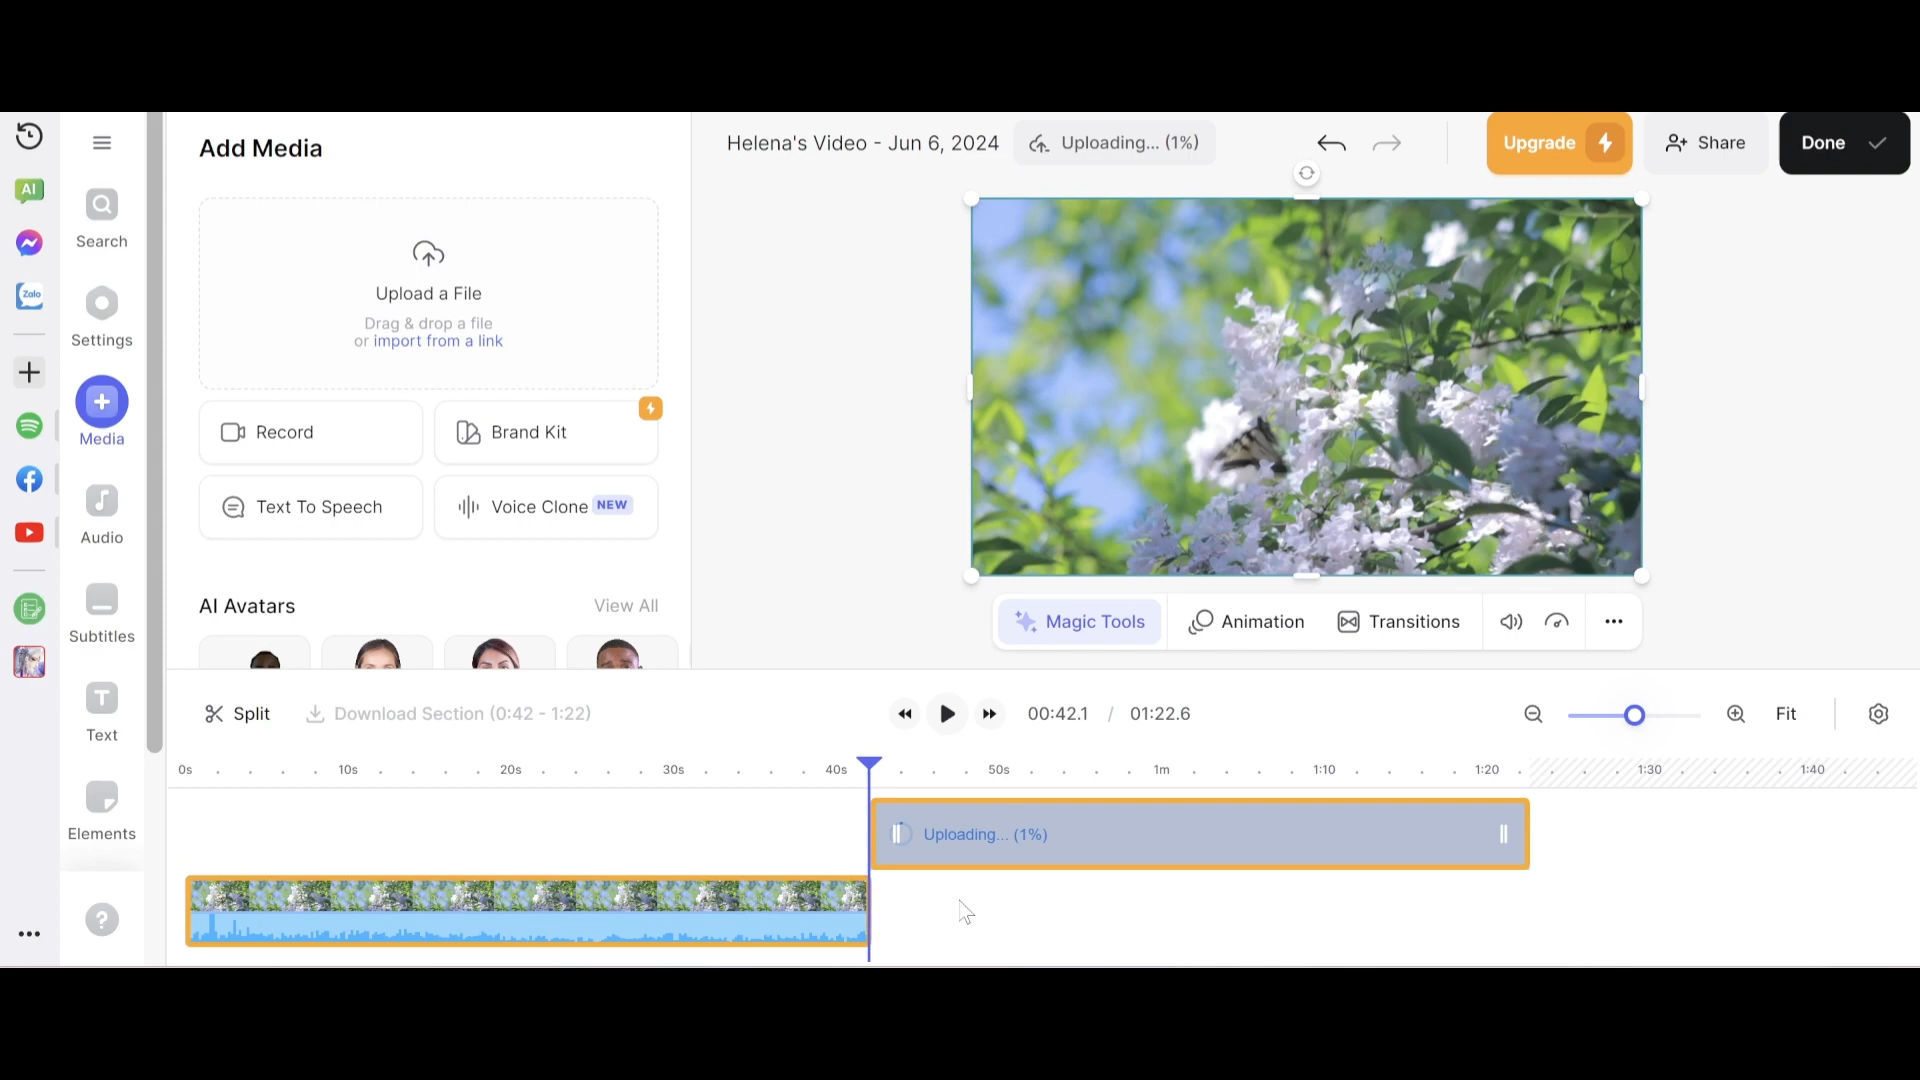 Add Media
Helena's Video - Jun 6, 2024
Uploading... (1%)
Upgrade
Share
Done
AI
Search
Zalo
Settings
Media
Audio
Subtitles
Text
Elements
Upload a File
Drag & drop a file
or import from a link
Record
Brand Kit
Text To Speech
Voice Clone NEW
AI Avatars
View All
Magic Tools
Animation
Transitions
Split
Download Section (0:42 - 1:22)
00:42.1 / 01:22.6
Fit
0s 10s 20s 30s 40s 50s 1m 1:10 1:20 1:30 1:40
Uploading... (1%)